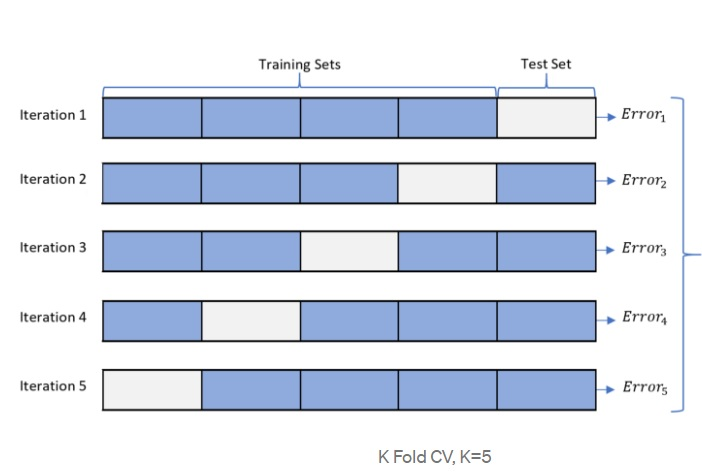 Training Sets
Test Set
Iteration 1
Error₁
Iteration 2
Error₂
Iteration 3
Error₃
Iteration 4
Error₄
Iteration 5
Error₅
K Fold CV, K=5